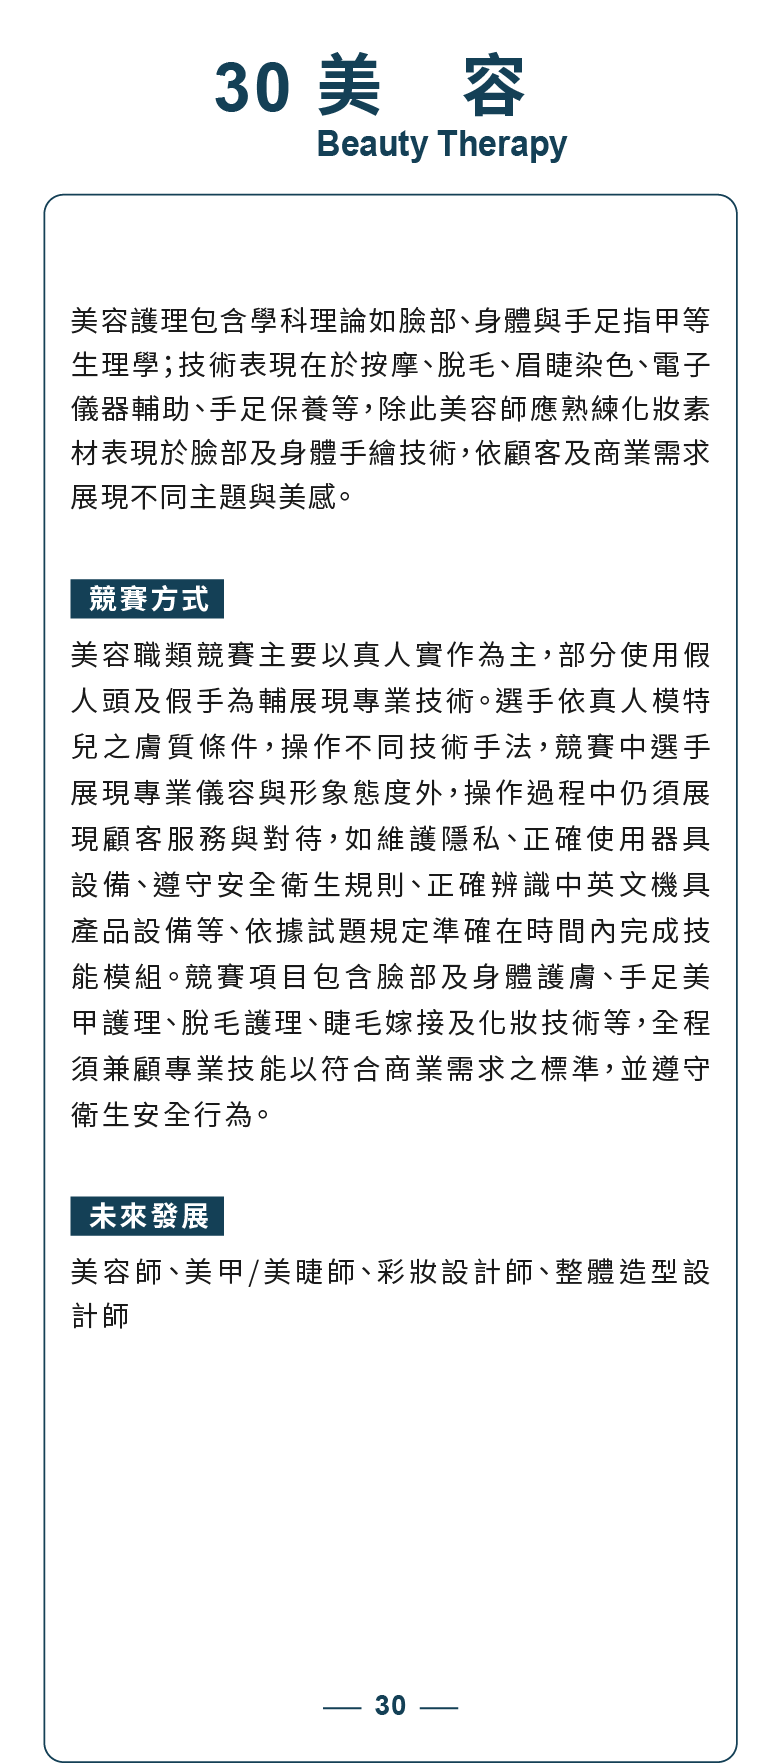 30 美 容
Beauty Therapy
美容護理包含學科理論如臉部、身體與手足指甲等
生理學；技術表現在於按摩、脫毛、眉睫染色、電子
儀器輔助、手足保養等，除此美容師應熟練化妝素
材表現於臉部及身體手繪技術，依顧客及商業需求
展現不同主題與美感。
競賽方式
美容職類競賽主要以真人實作為主，部分使用假
人頭及假手為輔展現專業技術。選手依真人模特
兒之膚質條件，操作不同技術手法，競賽中選手
展現專業儀容與形象態度外，操作過程中仍須展
現顧客服務與對待，如維護隱私、正確使用器具
設備、遵守安全衛生規則、正確辨識中英文機具
產品設備等、依據試題規定準確在時間內完成技
能模組。競賽項目包含臉部及身體護膚、手足美
甲護理、脫毛護理、睫毛嫁接及化妝技術等，全程
須兼顧專業技能以符合商業需求之標準，並遵守
衛生安全行為。
未來發展
美容師、美甲/美睫師、彩妝設計師、整體造型設
計師
30